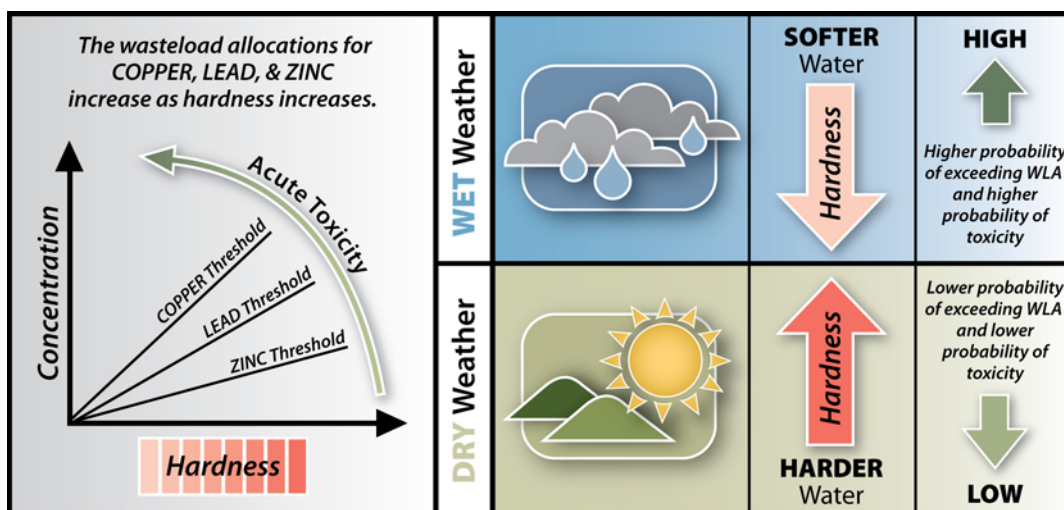 The wasteload allocations for
COPPER, LEAD, & ZINC
increase as hardness increases.
Concentration
Acute Toxicity
COPPER Threshold
LEAD Threshold
ZINC Threshold
Hardness
WET Weather
SOFTER
Water
Hardness
HIGH
Higher probability
of exceeding WLA
and higher
probability of
toxicity
DRY Weather
Hardness
HARDER
Water
Lower probability
of exceeding WLA
and lower
probability of
toxicity
LOW